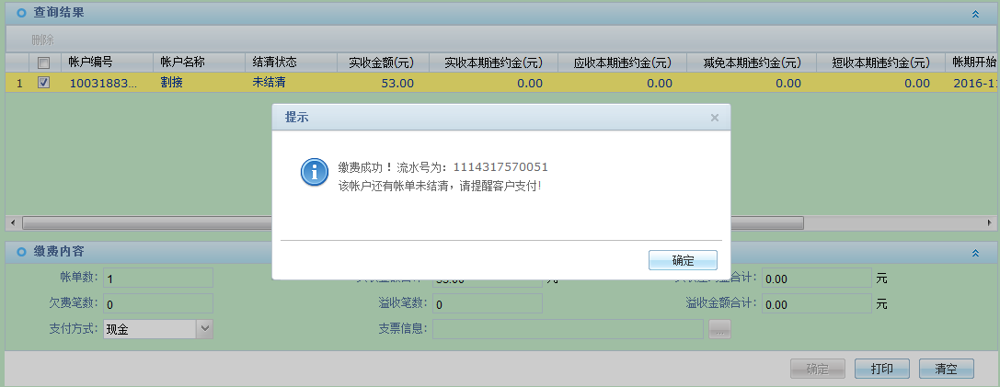 查询结果
删除
帐户编号 帐户名称 结清状态 实收金额(元) 实收本期违约金(元) 应收本期违约金(元) 减免本期违约金(元) 短收本期违约金(元) 帐期开始
1 10031883... 割接 未结清 53.00 0.00 0.00 0.00 0.00 2016-11
提示
缴费成功！流水号为：1114317570051
该帐户还有帐单未结清，请提醒客户支付!
确定
缴费内容
帐单数： 1 元 0.00 元
欠费笔数： 0 溢收笔数： 0 溢收金额合计： 0.00 元
支付方式： 现金 支票信息： ...
确定 打印 清空